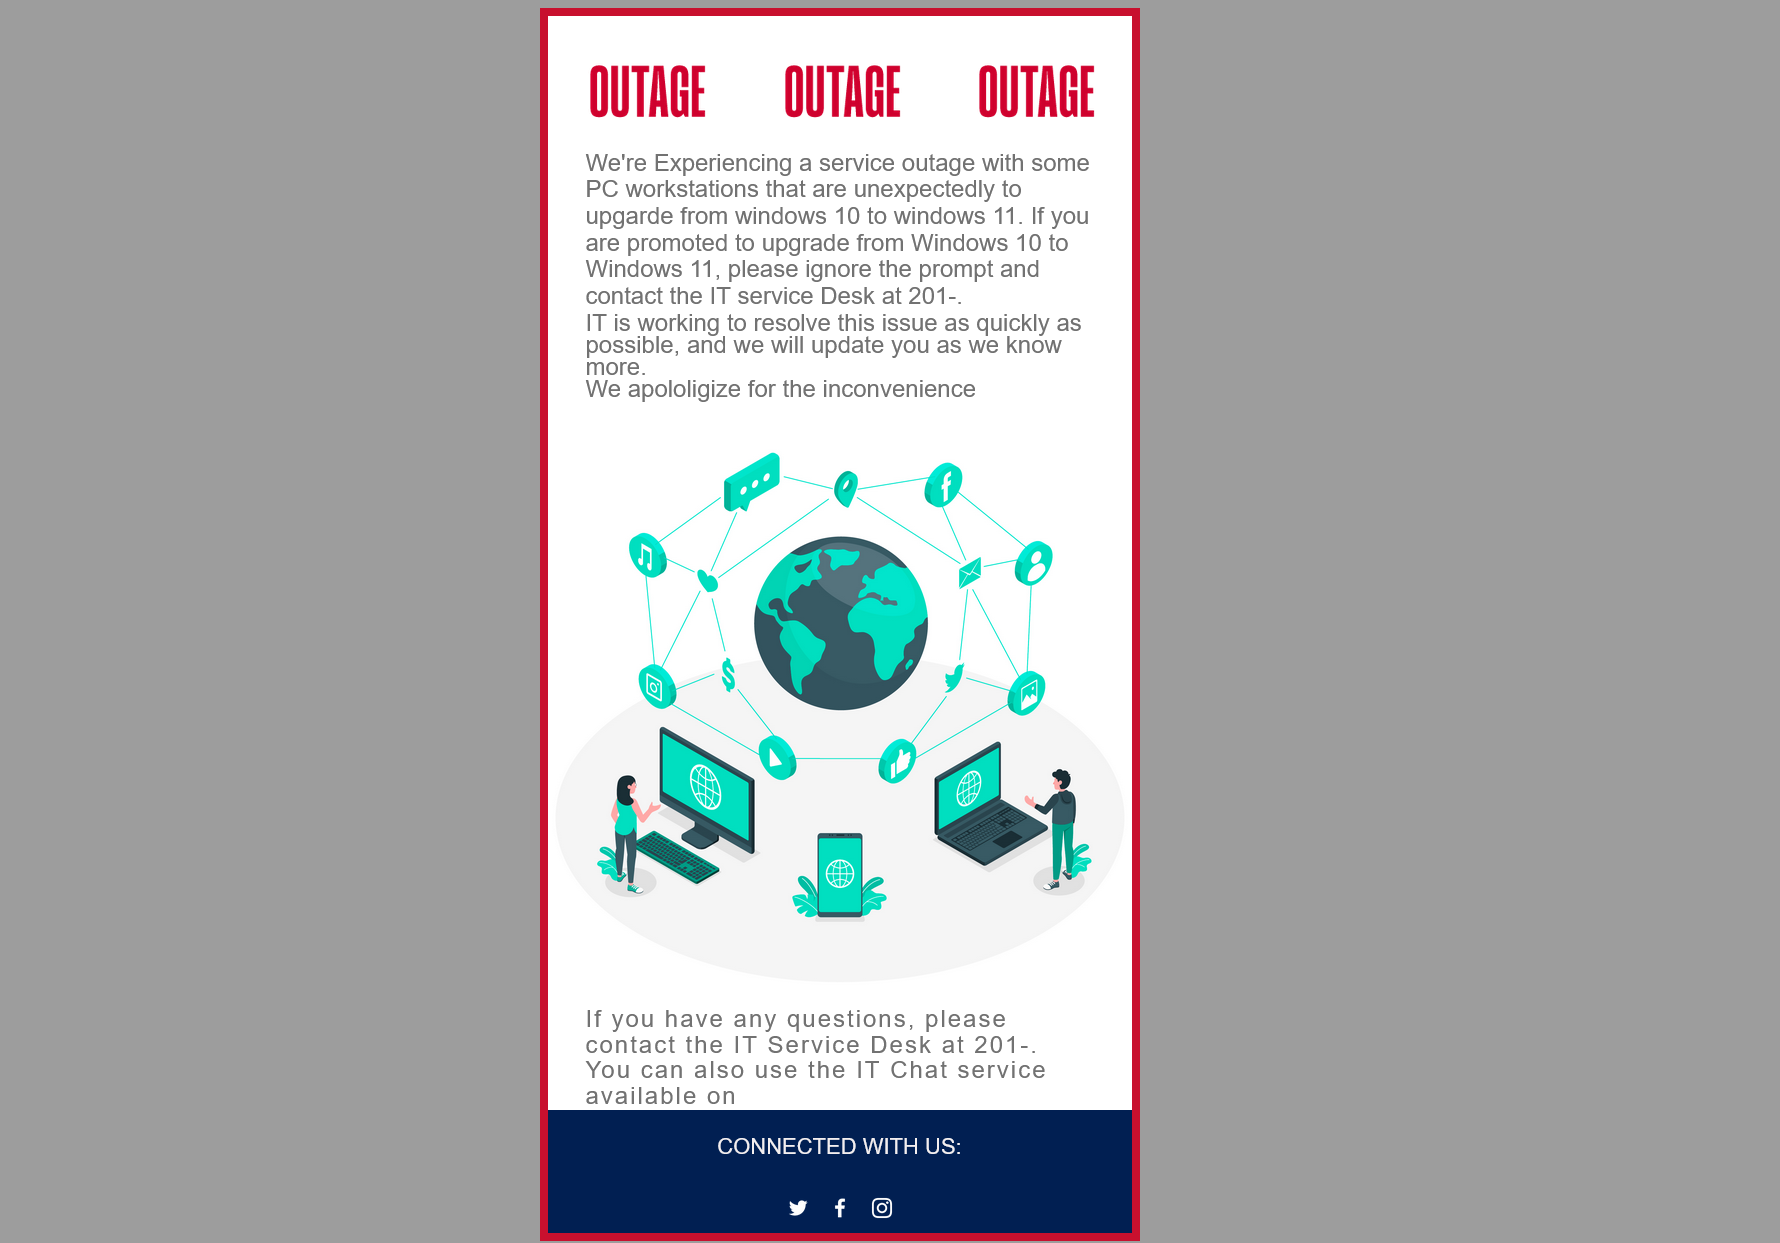 OUTAGE OUTAGE OUTAGE
We're Experiencing a service outage with some
PC workstations that are unexpectedly to
upgarde from windows 10 to windows 11. If you
are promoted to upgrade from Windows 10 to
Windows 11, please ignore the prompt and
contact the IT service Desk at 201-.
IT is working to resolve this issue as quickly as
possible, and we will update you as we know
more.
We apololigize for the inconvenience
If you have any questions, please
contact the IT Service Desk at 201-.
You can also use the IT Chat service
available on
CONNECTED WITH US: